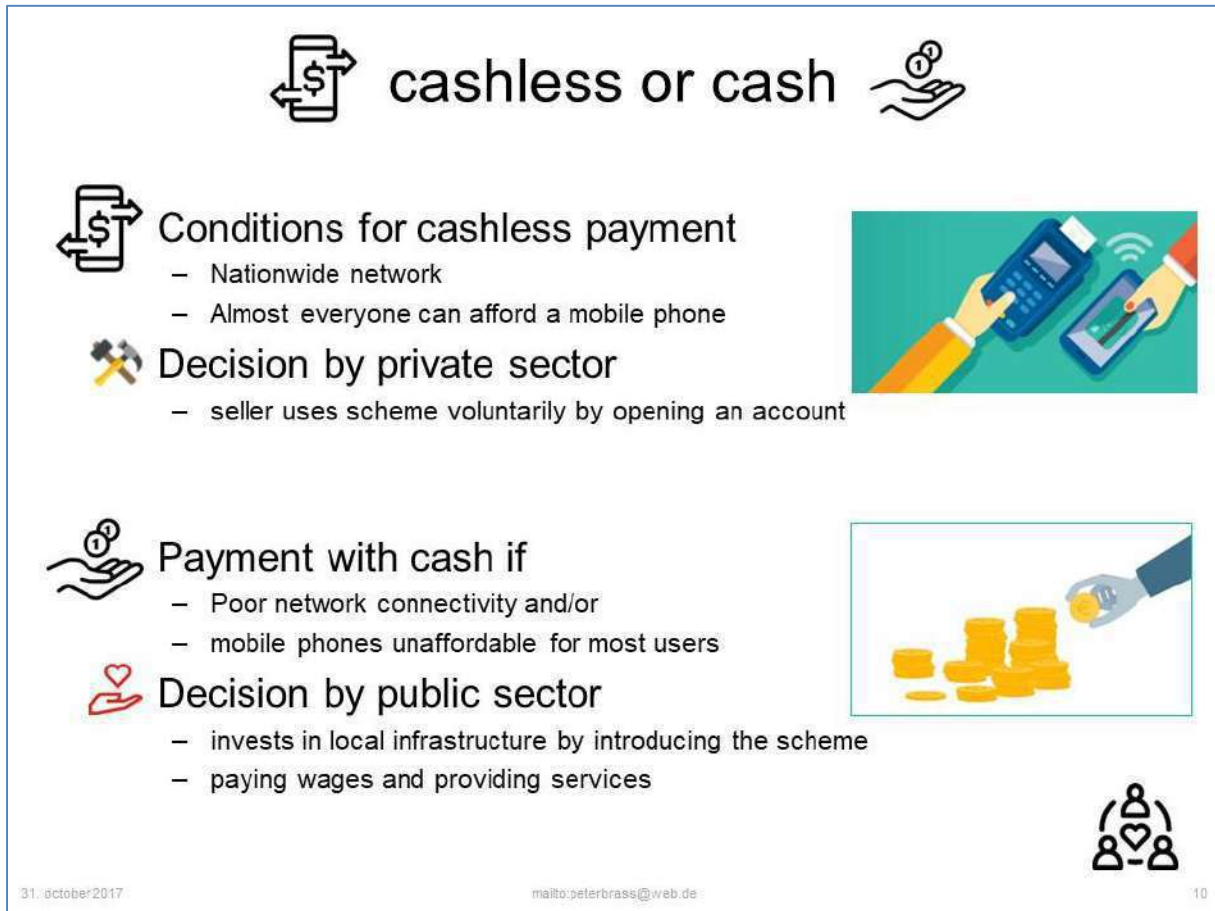 cashless or cash
Conditions for cashless payment
– Nationwide network
– Almost everyone can afford a mobile phone
Decision by private sector
– seller uses scheme voluntarily by opening an account
Payment with cash if
– Poor network connectivity and/or
– mobile phones unaffordable for most users
Decision by public sector
– invests in local infrastructure by introducing the scheme
– paying wages and providing services
31. october 2017 mailto:peterbrass@web.de 10